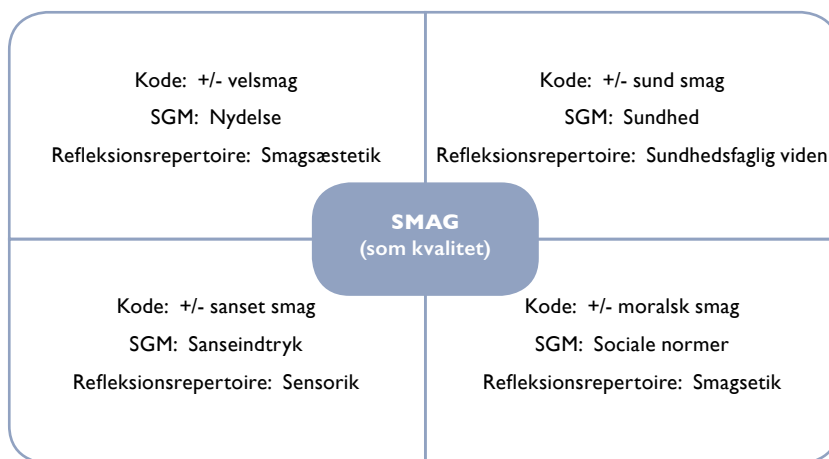 Kode: +/- velsmag
SGM: Nydelse
Refleksionsrepertoire: Smagsæstetik
Kode: +/- sund smag
SGM: Sundhed
Refleksionsrepertoire: Sundhedsfaglig viden
SMAG
(som kvalitet)
Kode: +/- sanset smag
SGM: Sanseindtryk
Refleksionsrepertoire: Sensorik
Kode: +/- moralsk smag
SGM: Sociale normer
Refleksionsrepertoire: Smagsetik